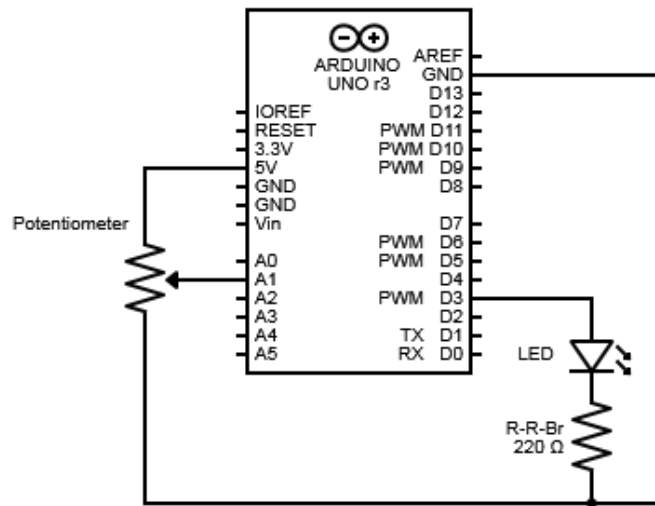 ARDUINO
UNO r3
IOREF
RESET
3.3V
5V
GND
GND
Vin
A0
A1
A2
A3
A4
A5
AREF
GND
D13
D12
PWM D11
PWM D10
PWM D9
D8
D7
PWM D6
PWM D5
D4
PWM D3
D2
TX D1
RX D0
Potentiometer
LED
R-R-Br
220 Ω